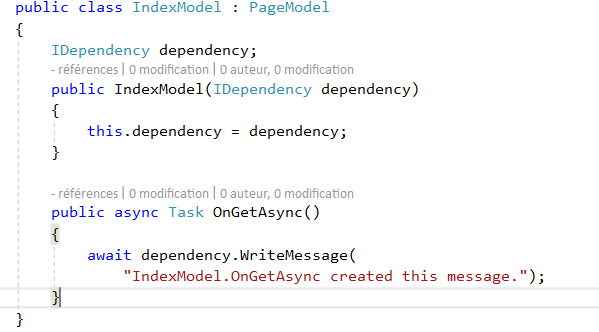 public class IndexModel : PageModel
{
IDependency dependency;
- références | 0 modification | 0 auteur, 0 modification
public IndexModel(IDependency dependency)
{
this.dependency = dependency;
}
- références | 0 modification | 0 auteur, 0 modification
public async Task OnGetAsync()
{
await dependency.WriteMessage(
"IndexModel.OnGetAsync created this message.");
}
}